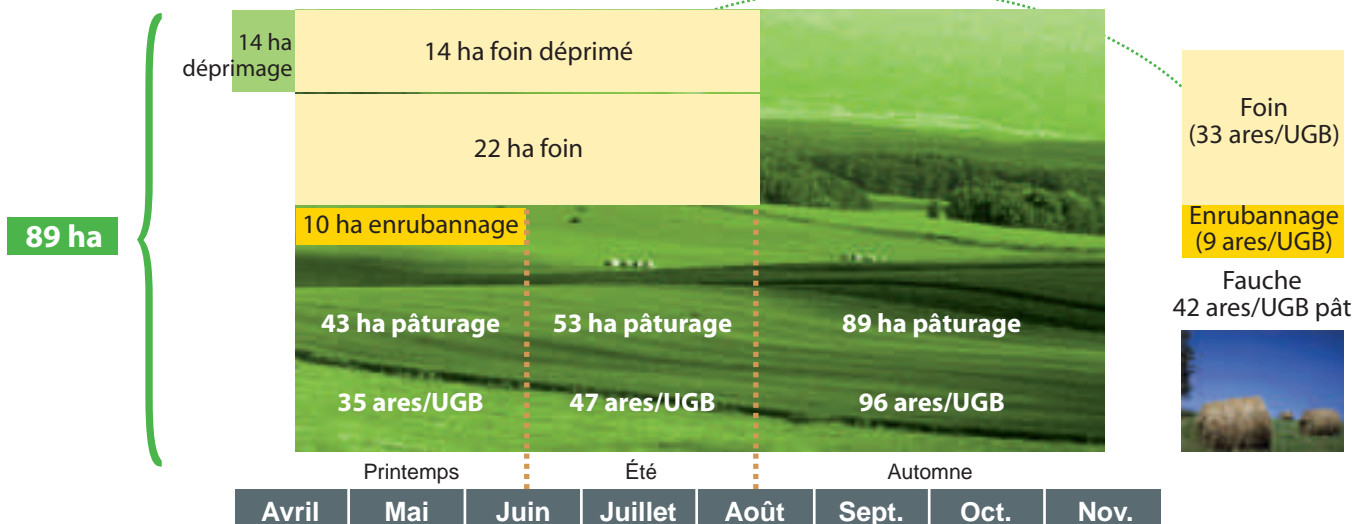 14 ha
déprimage
14 ha foin déprimé
22 ha foin
10 ha enrubannage
89 ha
43 ha pâturage
53 ha pâturage
89 ha pâturage
35 ares/UGB
47 ares/UGB
96 ares/UGB
Printemps
Été
Automne
Avril
Mai
Juin
Juillet
Août
Sept.
Oct.
Nov.
Foin
(33 ares/UGB)
Enrubannage
(9 ares/UGB)
Fauche
42 ares/UGB pât